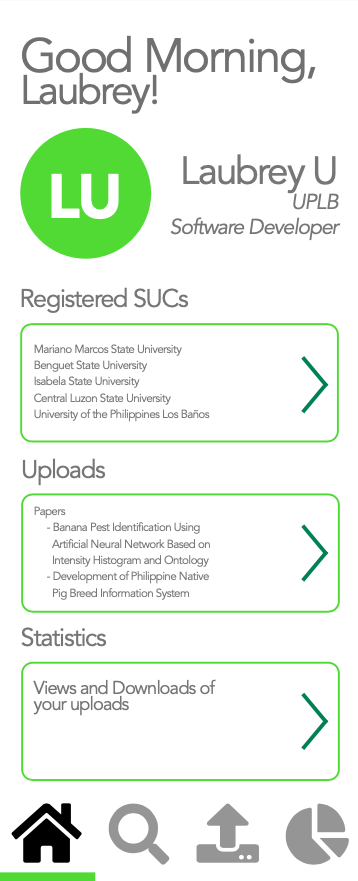 Good Morning,
Laubrey!
LU
Laubrey U
UPLB
Software Developer
Registered SUCs
Mariano Marcos State University
Benguet State University
Isabela State University
Central Luzon State University
University of the Philippines Los Baños
Uploads
Papers
- Banana Pest Identification Using
Artificial Neural Network Based on
Intensity Histogram and Ontology
- Development of Philippine Native
Pig Breed Information System
Statistics
Views and Downloads of
your uploads